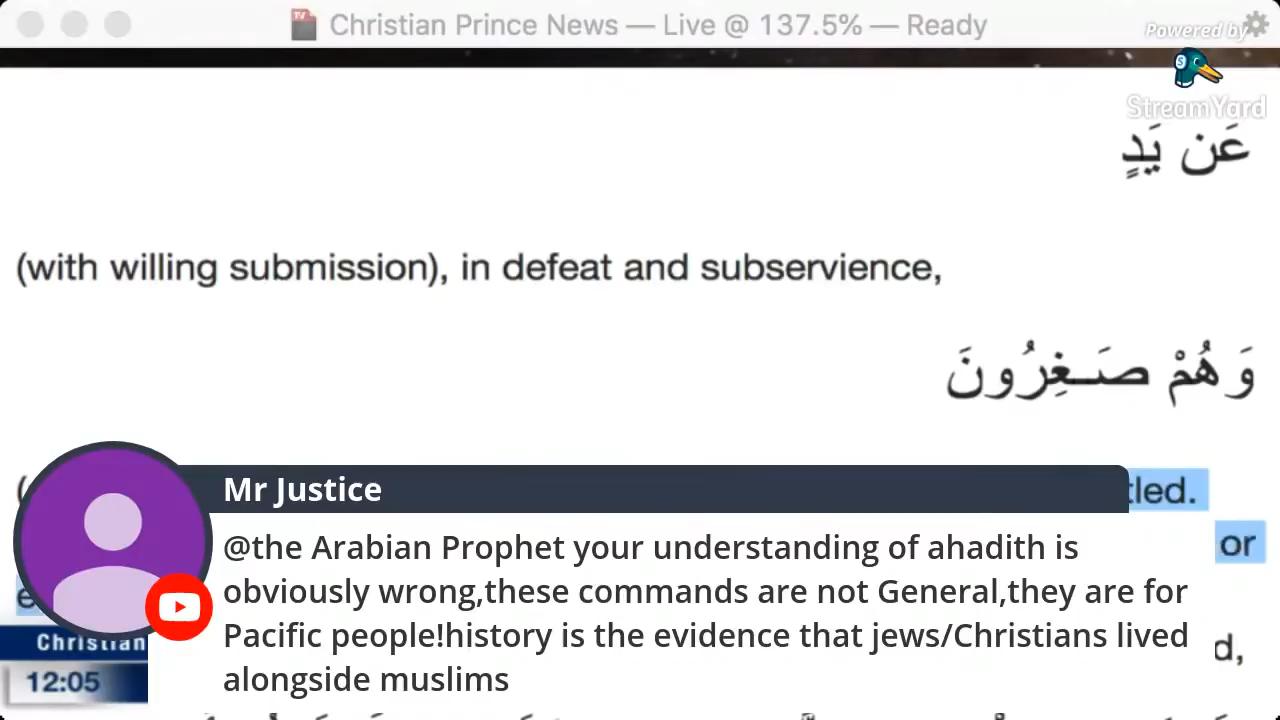 Christian Prince News — Live @ 137.5% — Ready
Powered by
StreamYard
عَن يَدٍ
(with willing submission), in defeat and subservience,
وَهُمْ صَـغِرُونَ
Mr Justice
@the Arabian Prophet your understanding of ahadith is
obviously wrong,these commands are not General,they are for
Pacific people!history is the evidence that jews/Christians lived
alongside muslims
or
Christian
12:05